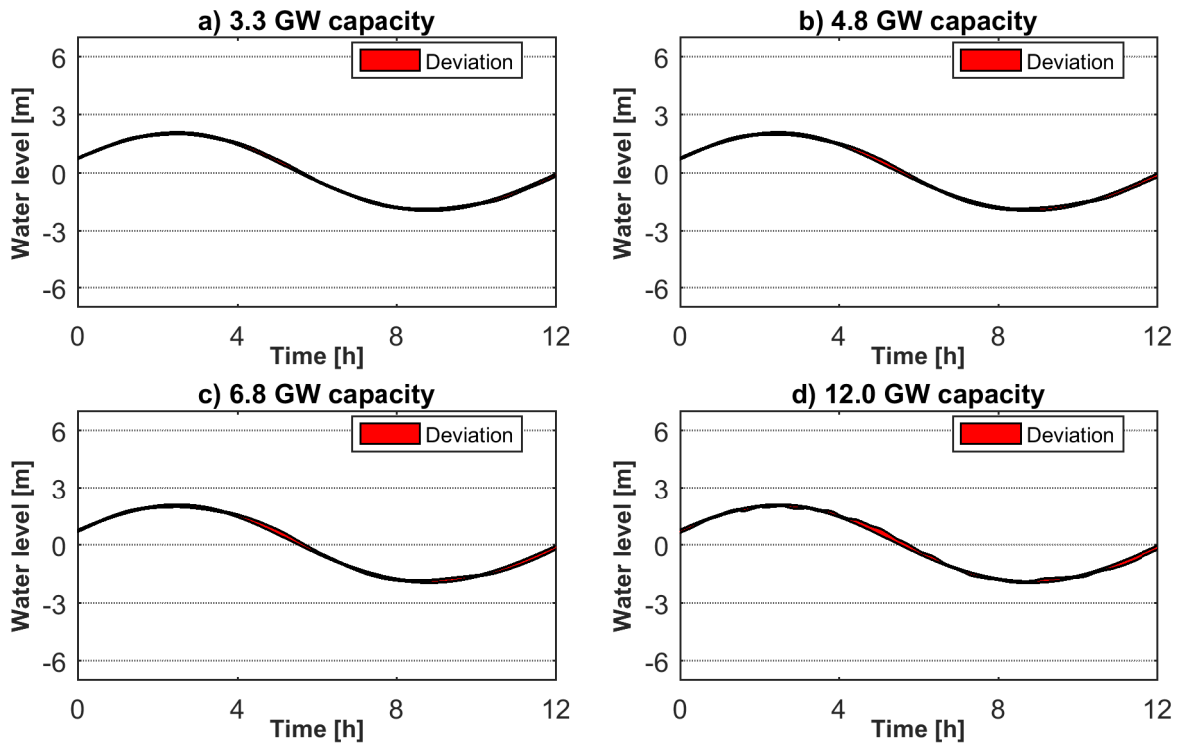 a) 3.3 GW capacity
Deviation
Water level [m]
6
3
0
-3
-6
0 4 8 12
Time [h]
b) 4.8 GW capacity
Deviation
Water level [m]
6
3
0
-3
-6
0 4 8 12
Time [h]
c) 6.8 GW capacity
Deviation
Water level [m]
6
3
0
-3
-6
0 4 8 12
Time [h]
d) 12.0 GW capacity
Deviation
Water level [m]
6
3
0
-3
-6
0 4 8 12
Time [h]